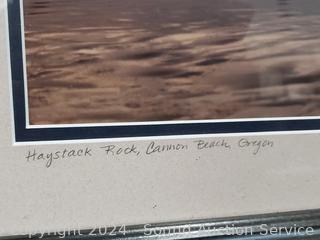 Haystack Rock, Cannon Beach, Oregon
Copyright 2024 - Sound Auction Service